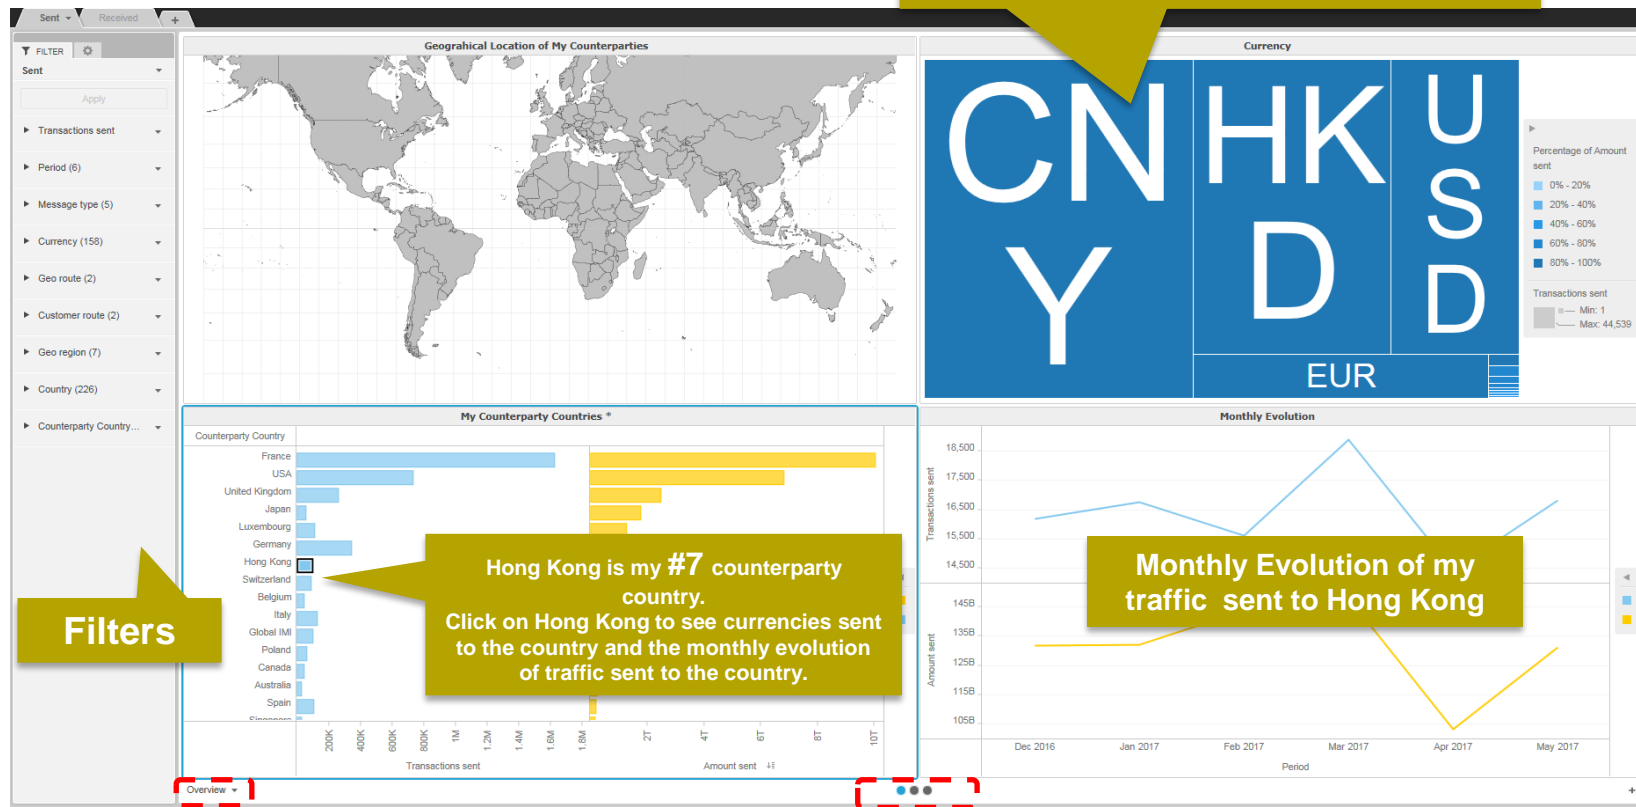 Sent
Received
+
FILTER
Sent
Apply
Transactions sent
Period (6)
Message type (5)
Currency (158)
Geo route (2)
Customer route (2)
Geo region (7)
Country (226)
Counterparty Country...
Filters
Geograhical Location of My Counterparties
Currency
CN
Y
HK
D
U
S
D
EUR
Percentage of Amount
sent
0% - 20%
20% - 40%
40% - 60%
60% - 80%
80% - 100%
Transactions sent
Min: 1
Max: 44,539
My Counterparty Countries *
Counterparty Country
France
USA
United Kingdom
Japan
Luxembourg
Germany
Hong Kong
Switzerland
Belgium
Italy
Global IMI
Poland
Canada
Australia
Spain
Singapore
Hong Kong is my #7 counterparty
country.
Click on Hong Kong to see currencies sent
to the country and the monthly evolution
of traffic sent to the country.
200K
400K
600K
800K
1M
1.2M
1.4M
1.6M
1.8M
2T
4T
6T
8T
10T
Transactions sent
Amount sent
Monthly Evolution
Transactions sent
18,500
17,500
16,500
15,500
14,500
Amount sent
145B
135B
125B
115B
105B
Monthly Evolution of my
traffic sent to Hong Kong
Dec 2016
Jan 2017
Feb 2017
Mar 2017
Apr 2017
May 2017
Period
Overview
+